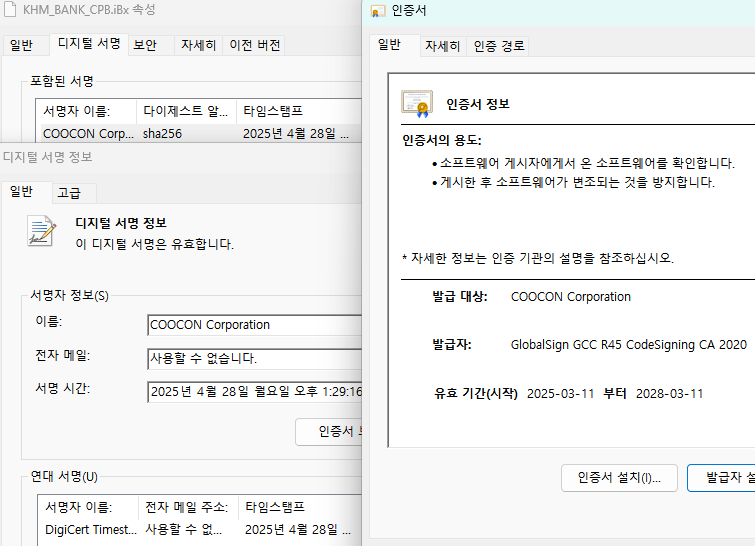 KHM_BANK_CPB.iBx 속성
일반 디지털 서명 보안 자세히 이전 버전
포함된 서명
서명자 이름: 다이제스트 알... 타임스탬프
COOCON Corp... sha256 2025년 4월 28일 ...
디지털 서명 정보
일반 고급
디지털 서명 정보
이 디지털 서명은 유효합니다.
서명자 정보(S)
이름: COOCON Corporation
전자 메일: 사용할 수 없습니다.
서명 시간: 2025년 4월 28일 월요일 오후 1:29:16
인증서
연대 서명(U)
서명자 이름: 전자 메일 주소: 타임스탬프
DigiCert Timest... 사용할 수 없... 2025년 4월 28일 ...
인증서
일반 자세히 인증 경로
인증서 정보
인증서의 용도:
• 소프트웨어 게시자에게서 온 소프트웨어를 확인합니다.
• 게시한 후 소프트웨어가 변조되는 것을 방지합니다.
* 자세한 정보는 인증 기관의 설명을 참조하십시오.
발급 대상: COOCON Corporation
발급자: GlobalSign GCC R45 CodeSigning CA 2020
유효 기간(시작) 2025-03-11 부터 2028-03-11
인증서 설치(I)... 발급자